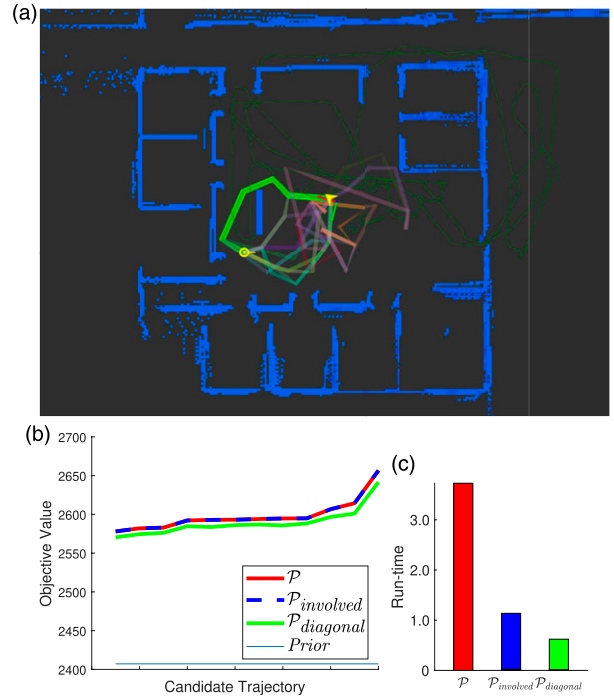 (a)
(b)
2700
2650
2600
2550
2500
2450
2400
Objective Value
Candidate Trajectory
𝒫
𝒫involved
𝒫diagonal
Prior
(c)
3.0
2.0
1.0
0
Run-time
𝒫 𝒫involved 𝒫diagonal